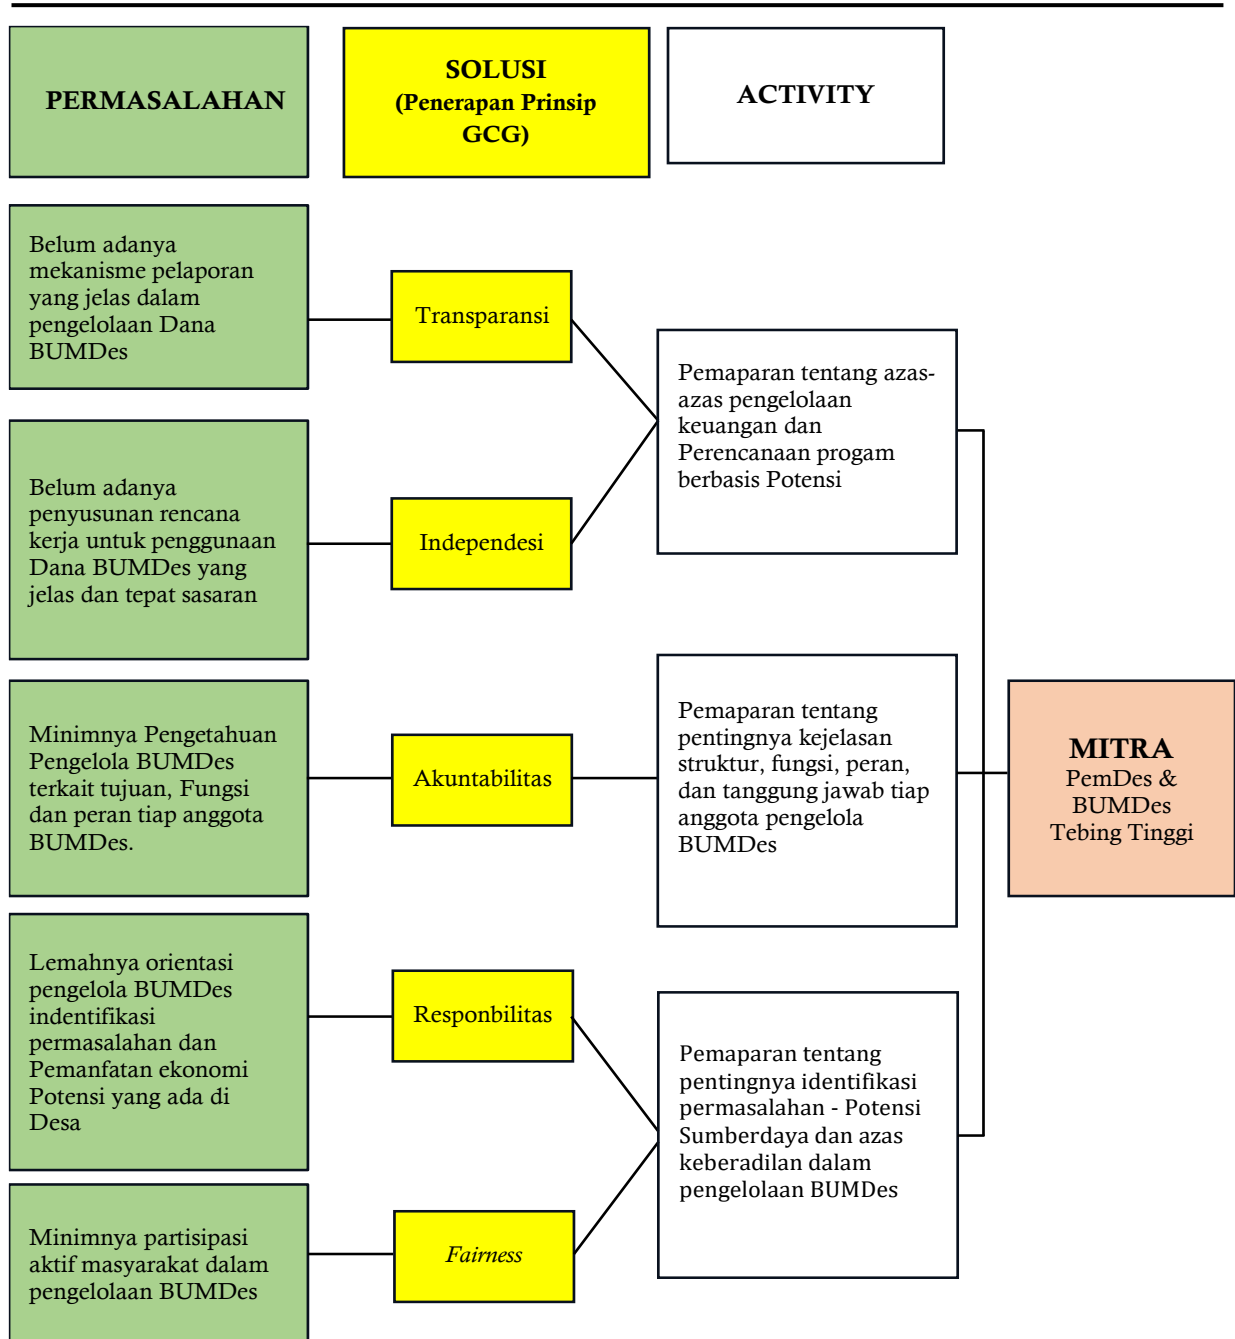 PERMASALAHAN
SOLUSI
(Penerapan Prinsip
GCG)
ACTIVITY
Belum adanya
mekanisme pelaporan
yang jelas dalam
pengelolaan Dana
BUMDes
Transparansi
Pemaparan tentang azas-
azas pengelolaan
keuangan dan
Perencanaan progam
berbasis Potensi
Belum adanya
penyusunan rencana
kerja untuk penggunaan
Dana BUMDes yang
jelas dan tepat sasaran
Independesi
Minimnya Pengetahuan
Pengelola BUMDes
terkait tujuan, Fungsi
dan peran tiap anggota
BUMDes.
Akuntabilitas
Pemaparan tentang
pentingnya kejelasan
struktur, fungsi, peran,
dan tanggung jawab tiap
anggota pengelola
BUMDes
MITRA
PemDes &
BUMDes
Tebing Tinggi
Lemahnya orientasi
pengelola BUMDes
indentifikasi
permasalahan dan
Pemanfatan ekonomi
Potensi yang ada di
Desa
Responbilitas
Pemaparan tentang
pentingnya identifikasi
permasalahan - Potensi
Sumberdaya dan azas
keberadilan dalam
pengelolaan BUMDes
Minimnya partisipasi
aktif masyarakat dalam
pengelolaan BUMDes
Fairness